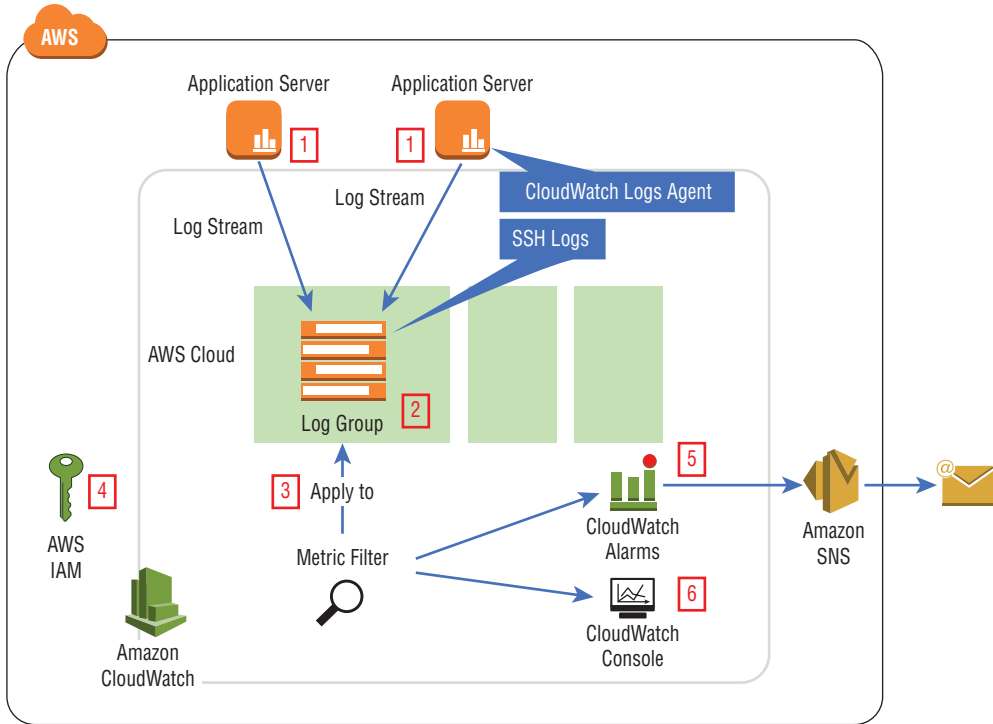 AWS
Application Server
Application Server
1
1
CloudWatch Logs Agent
Log Stream
Log Stream
SSH Logs
AWS Cloud
2
Log Group
3
Apply to
4
AWS
IAM
5
CloudWatch
Alarms
Amazon
SNS
@
Metric Filter
6
CloudWatch
Console
Amazon
CloudWatch